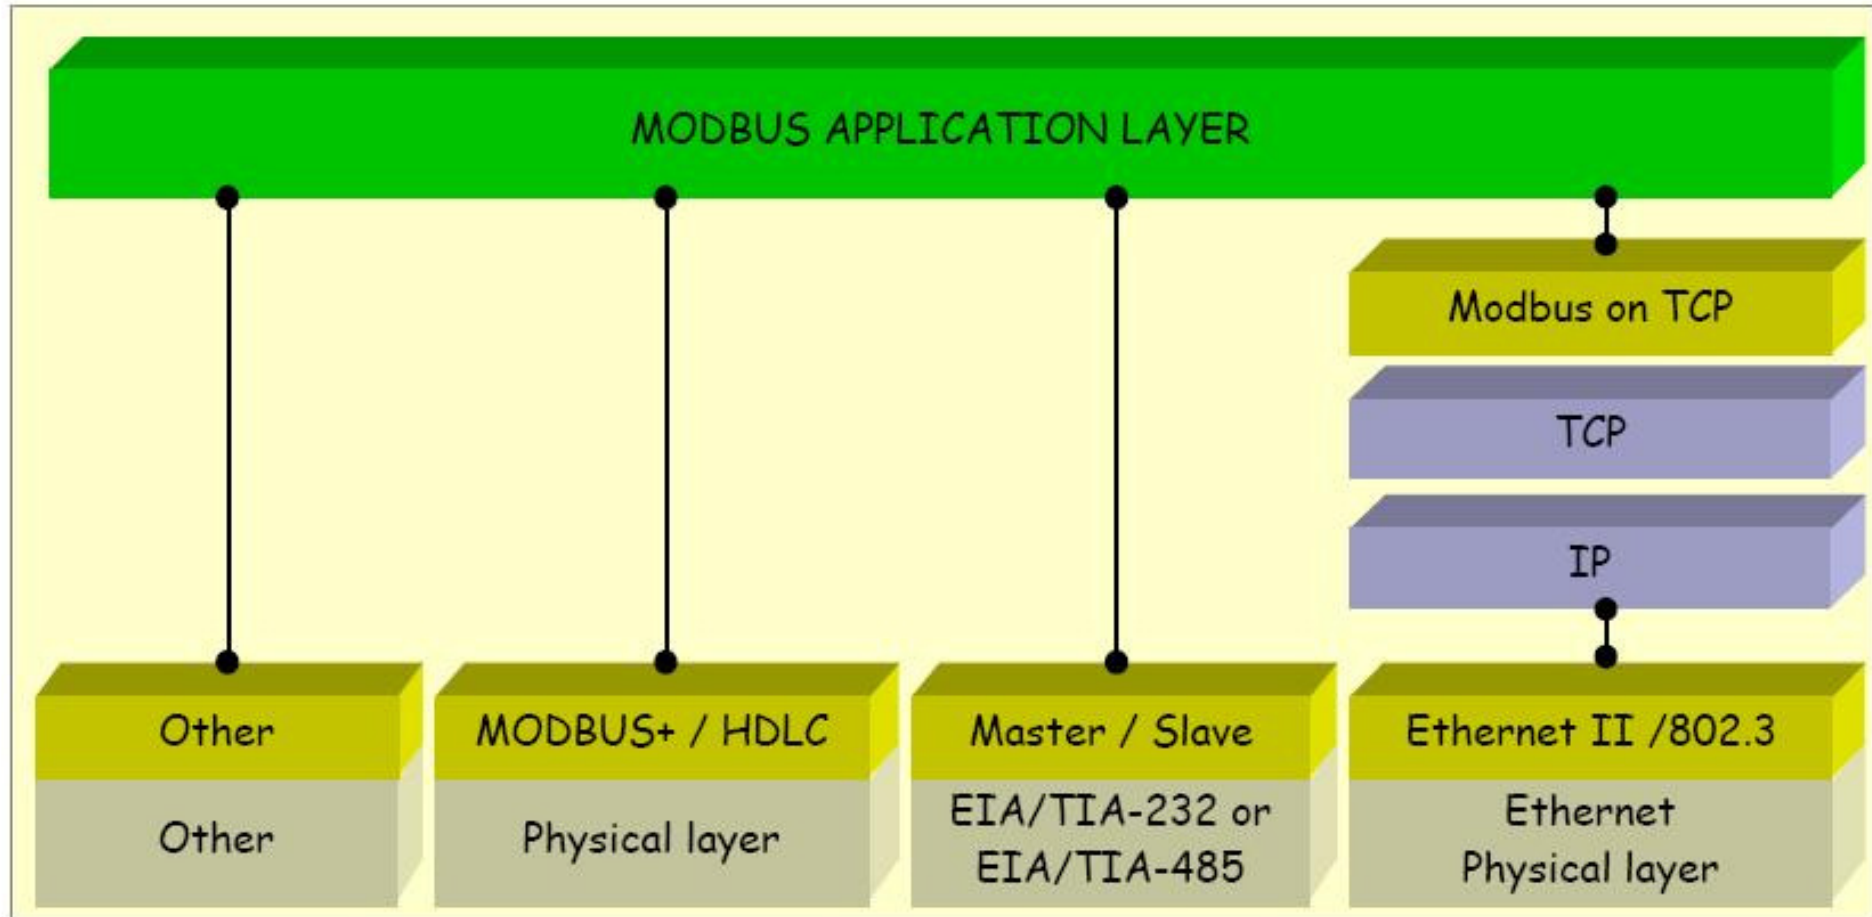 MODBUS APPLICATION LAYER
Modbus on TCP
TCP
IP
Other
MODBUS+ / HDLC
Master / Slave
Ethernet II /802.3
Other
Physical layer
EIA/TIA-232 or
EIA/TIA-485
Ethernet
Physical layer